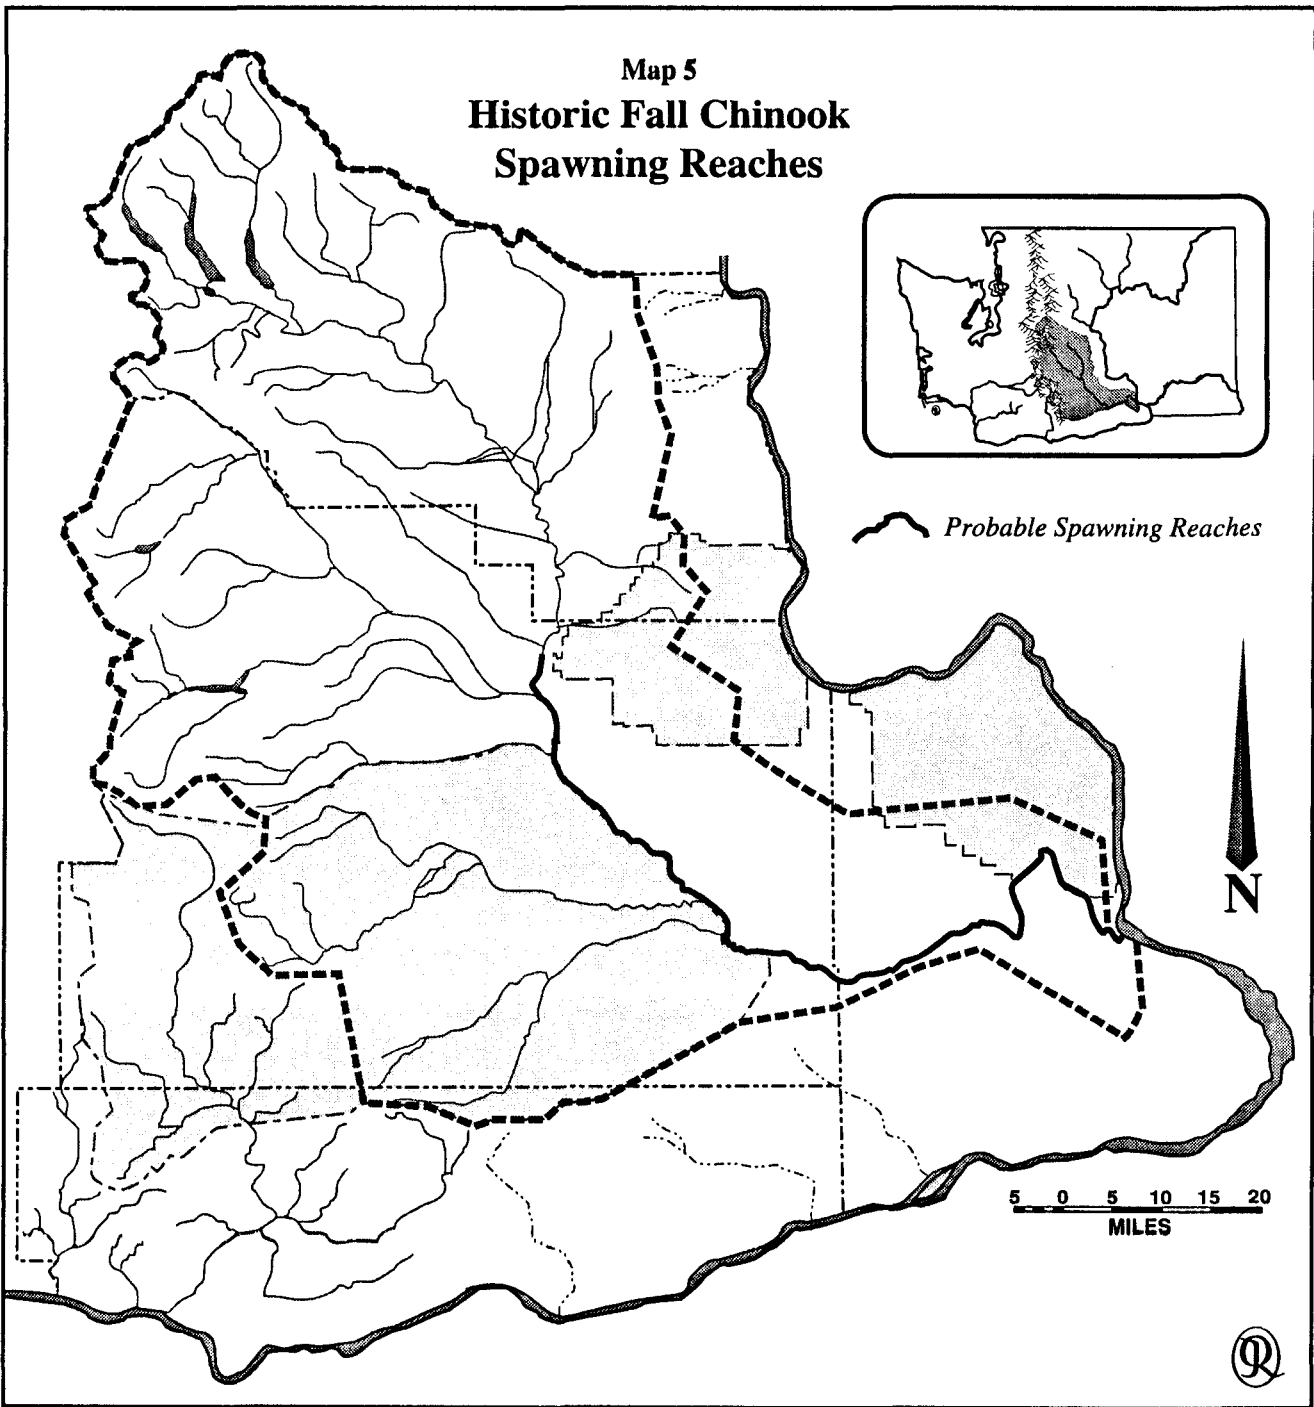 Map 5
Historic Fall Chinook
Spawning Reaches
Probable Spawning Reaches
N
5 0 5 10 15 20
MILES